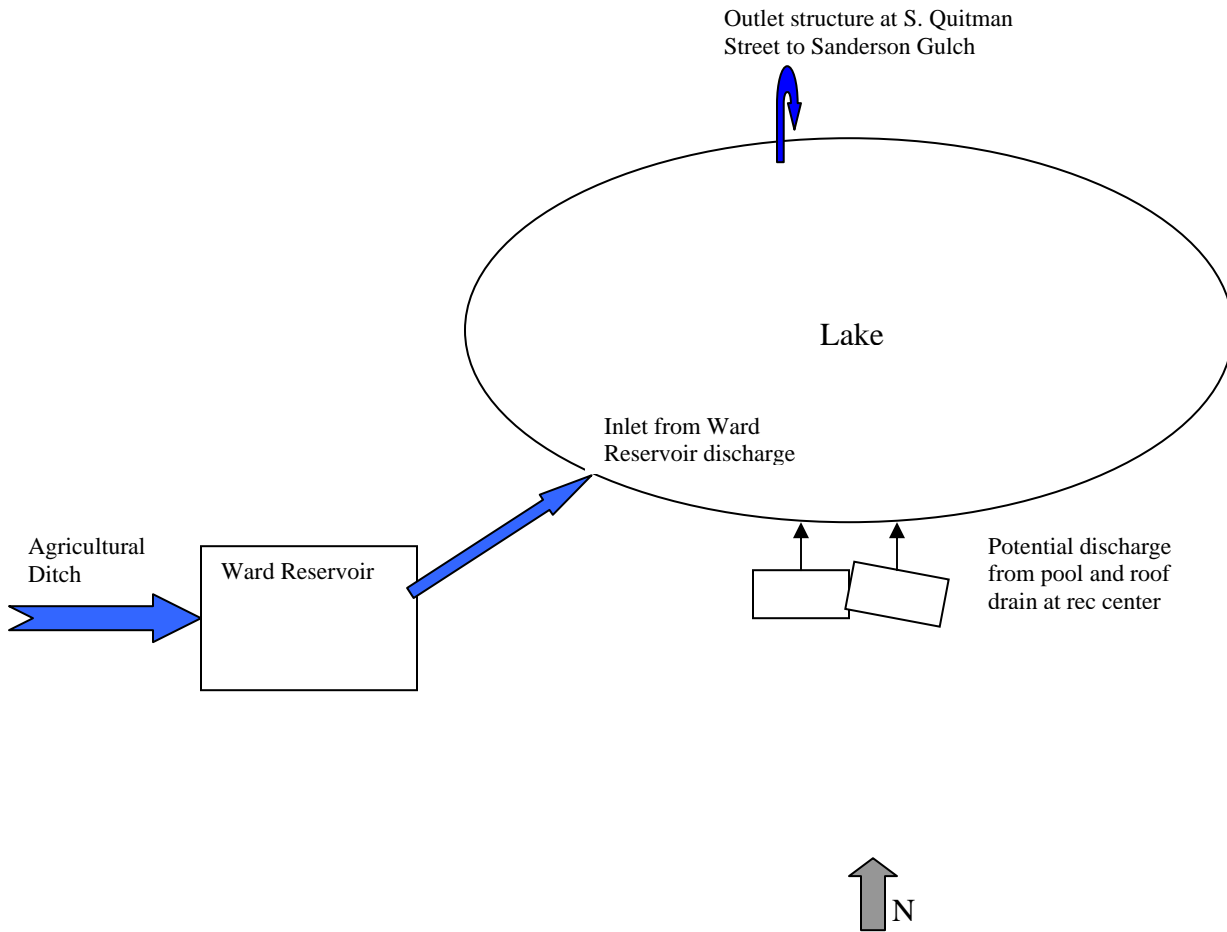 Outlet structure at S. Quitman
Street to Sanderson Gulch
Lake
Inlet from Ward
Reservoir discharge
Agricultural
Ditch
Ward Reservoir
Potential discharge
from pool and roof
drain at rec center
N